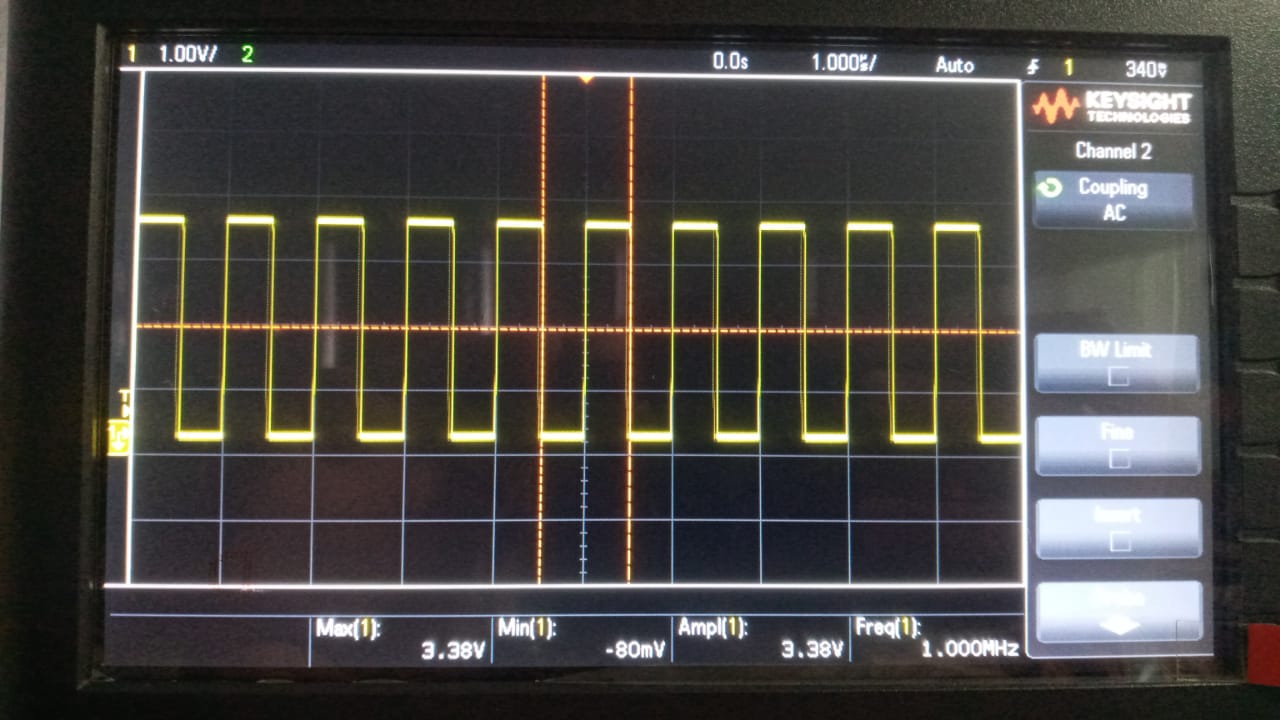 1 1.00V/ 2 0.0s 1.000us/ Auto 1 340mV
KEYSIGHT
TECHNOLOGIES
Channel 2
Coupling
AC
BW Limit
Fine
Invert
Max(1): Min(1): Ampl(1): Freq(1):
3.38V -80mV 3.38V 1.000MHz